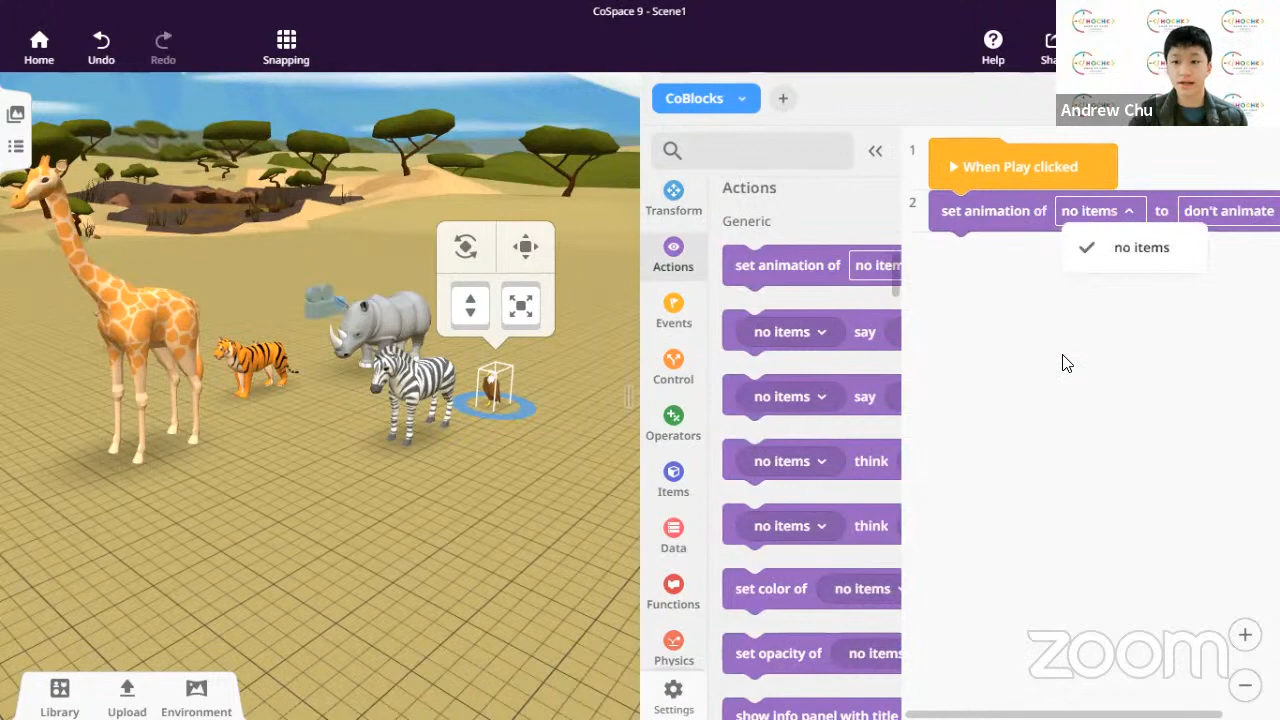 CoSpace 9 - Scene1
Home
Undo
Redo
Snapping
Help
Sha
Andrew Chu
CoBlocks
Actions
Generic
Transform
Actions
Events
Control
Operators
Items
Data
Functions
Physics
Settings
set animation of no item
no items say
no items say
no items think
no items think
set color of no items
set opacity of no items
show info panel with title
1
When Play clicked
2
set animation of no items to don't animate
no items
zoom
Library
Upload
Environment